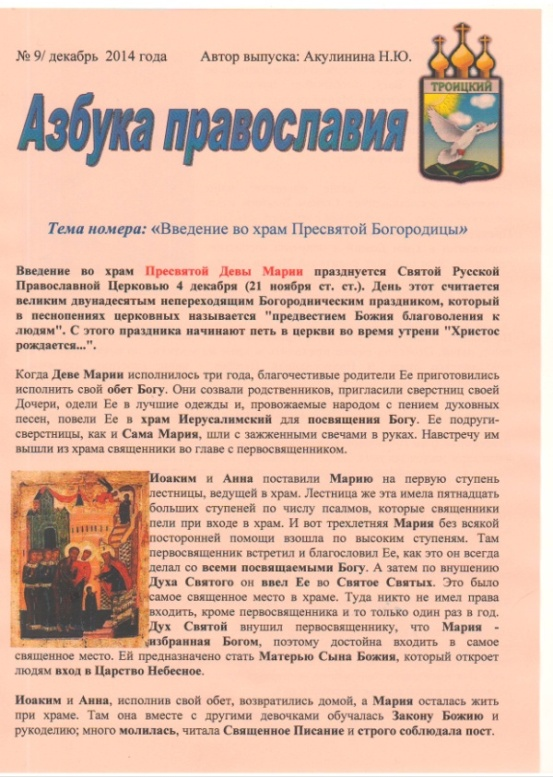 № 9/ декабрь 2014 года Автор выпуска: Акулинина Н.Ю.
ТРОИЦКИЙ
Азбука православия
Тема номера: «Введение во храм Пресвятой Богородицы»
Введение во храм Пресвятой Девы Марии празднуется Святой Русской
Православной Церковью 4 декабря (21 ноября ст. ст.). День этот считается
великим двунадесятым непереходящим Богородническим праздником, который
в песнопениях церковных называется "предвестием Божия благоволения к
людям". С этого праздника начинают петь в церкви во время утрени "Христос
рождается...".
Когда Деве Марии исполнилось три года, благочестивые родители Ее приготовились
исполнить свой обет Богу. Они созвали родственников, пригласили сверстниц своей
Дочери, одели Ее в лучшие одежды и, провожаемые народом с пением духовных
песен, повели Ее в храм Иерусалимский для посвящения Богу. Ее подруги-
сверстницы, как и Сама Мария, шли с зажженными свечами в руках. Навстречу им
вышли из храма священники во главе с первосвященником.
Иоаким и Анна поставили Марию на первую ступень
лестницы, ведущей в храм. Лестница же эта имела пятнадцать
больших ступеней по числу псалмов, которые священники
пели при входе в храм. И вот трехлетняя Мария без всякой
посторонней помощи взошла по высоким ступеням. Там
первосвященник встретил и благословил Ее, как это он всегда
делал со всеми посвящаемыми Богу. А затем по внушению
Духа Святого он ввел Ее во Святое Святых. Это было
самое священное место в храме. Туда никто не имел права
входить, кроме первосвященника и то только один раз в год.
Дух Святой внушил первосвященнику, что Мария -
избранная Богом, поэтому достойна входить в самое
священное место. Ей предназначено стать Матерью Сына Божия, который откроет
людям вход в Царство Небесное.
Иоаким и Анна, исполнив свой обет, возвратились домой, а Мария осталась жить
при храме. Там она вместе с другими девочками обучалась Закону Божию и
рукоделию; много молилась, читала Священное Писание и строго соблюдала пост.